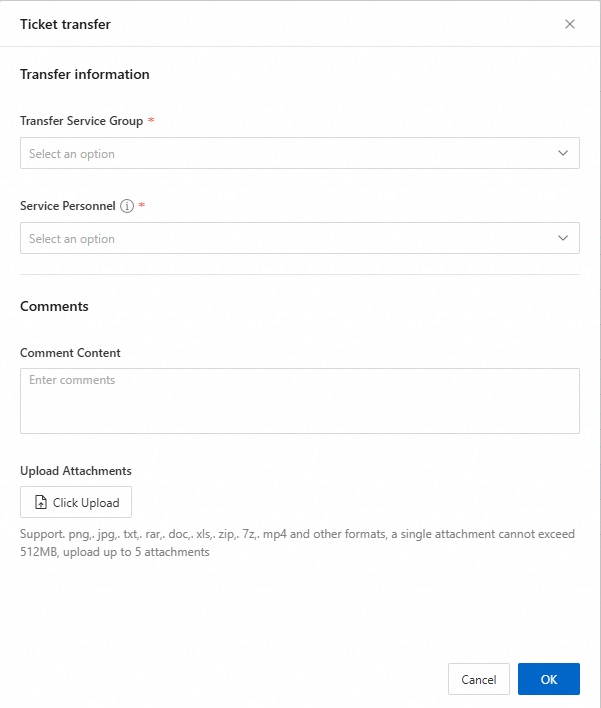 Ticket transfer
Transfer information
Transfer Service Group *
Select an option
Service Personnel *
Select an option
Comments
Comment Content
Enter comments
Upload Attachments
Click Upload
Support. png,. jpg,. txt,. rar,. doc,. xls,. zip,. 7z,. mp4 and other formats, a single attachment cannot exceed
512MB, upload up to 5 attachments
Cancel
OK